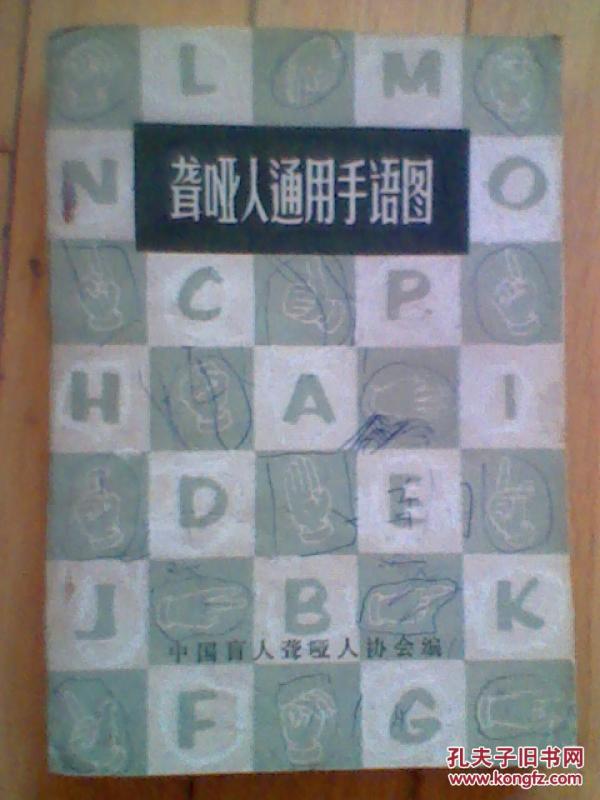 L M
聋哑人通用手语图
N O
C P
H A I
D E
J B K
中国盲人聋哑人协会编
F G
孔夫子旧书网
www.kongfz.com